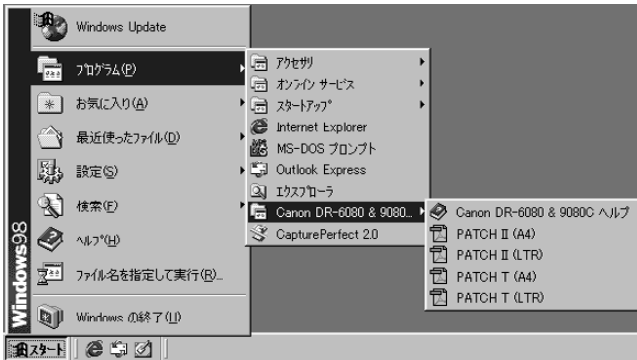 Windows Update
プログラム(P)
お気に入り(A)
最近使ったファイル(D)
設定(S)
検索(F)
ヘルプ(H)
ファイル名を指定して実行(R)...
Windows の終了(U)
Windows98
スタート
アクセサリ
オンライン サービス
スタートアップ
Internet Explorer
MS-DOS プロンプト
Outlook Express
エクスプローラ
Canon DR-6080 & 9080...
CapturePerfect 2.0
Canon DR-6080 & 9080C ヘルプ
PATCH II (A4)
PATCH II (LTR)
PATCH T (A4)
PATCH T (LTR)